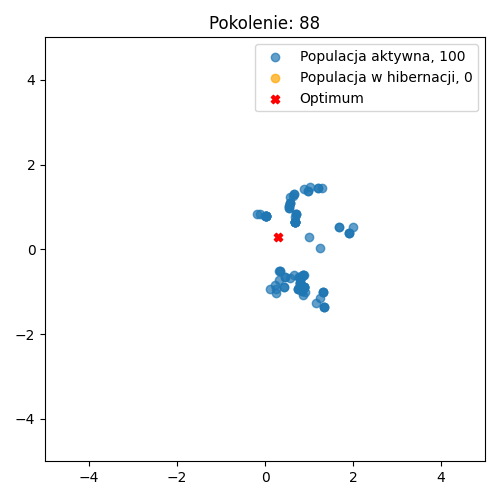 Pokolenie: 88
Populacja aktywna, 100
Populacja w hibernacji, 0
Optimum
4
2
0
−2
−4
−4 −2 0 2 4